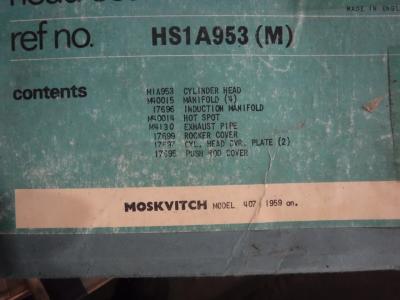 MADE IN ENGL
ref no. HS1A953 (M)
contents
M1A953 CYLINDER HEAD
M40015 MANIFOLD (4)
17696 INDUCTION MANIFOLD
M40014 HOT SPOT
M4130 EXHAUST PIPE
17699 ROCKER COVER
17697 CYL. HEAD CVR. PLATE (2)
17695 PUSH ROD COVER
MOSKVITCH MODEL 407 1959 on.